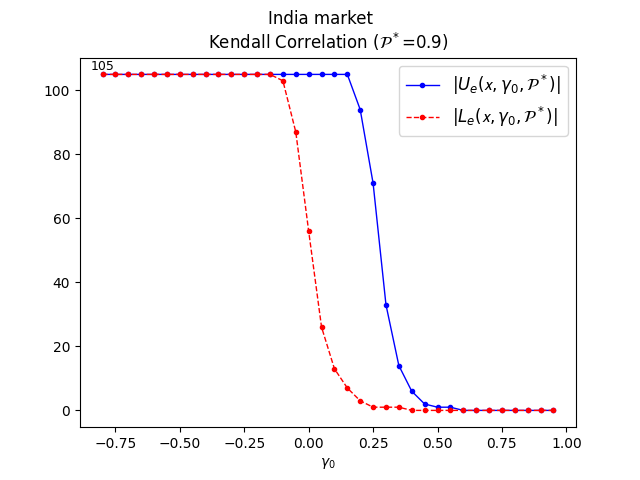 India market
Kendall Correlation (𝒫*=0.9)
105
|Uₑ(x, γ₀, 𝒫*)|
|Lₑ(x, γ₀, 𝒫*)|
100
80
60
40
20
0
−0.75 −0.50 −0.25 0.00 0.25 0.50 0.75 1.00
γ₀